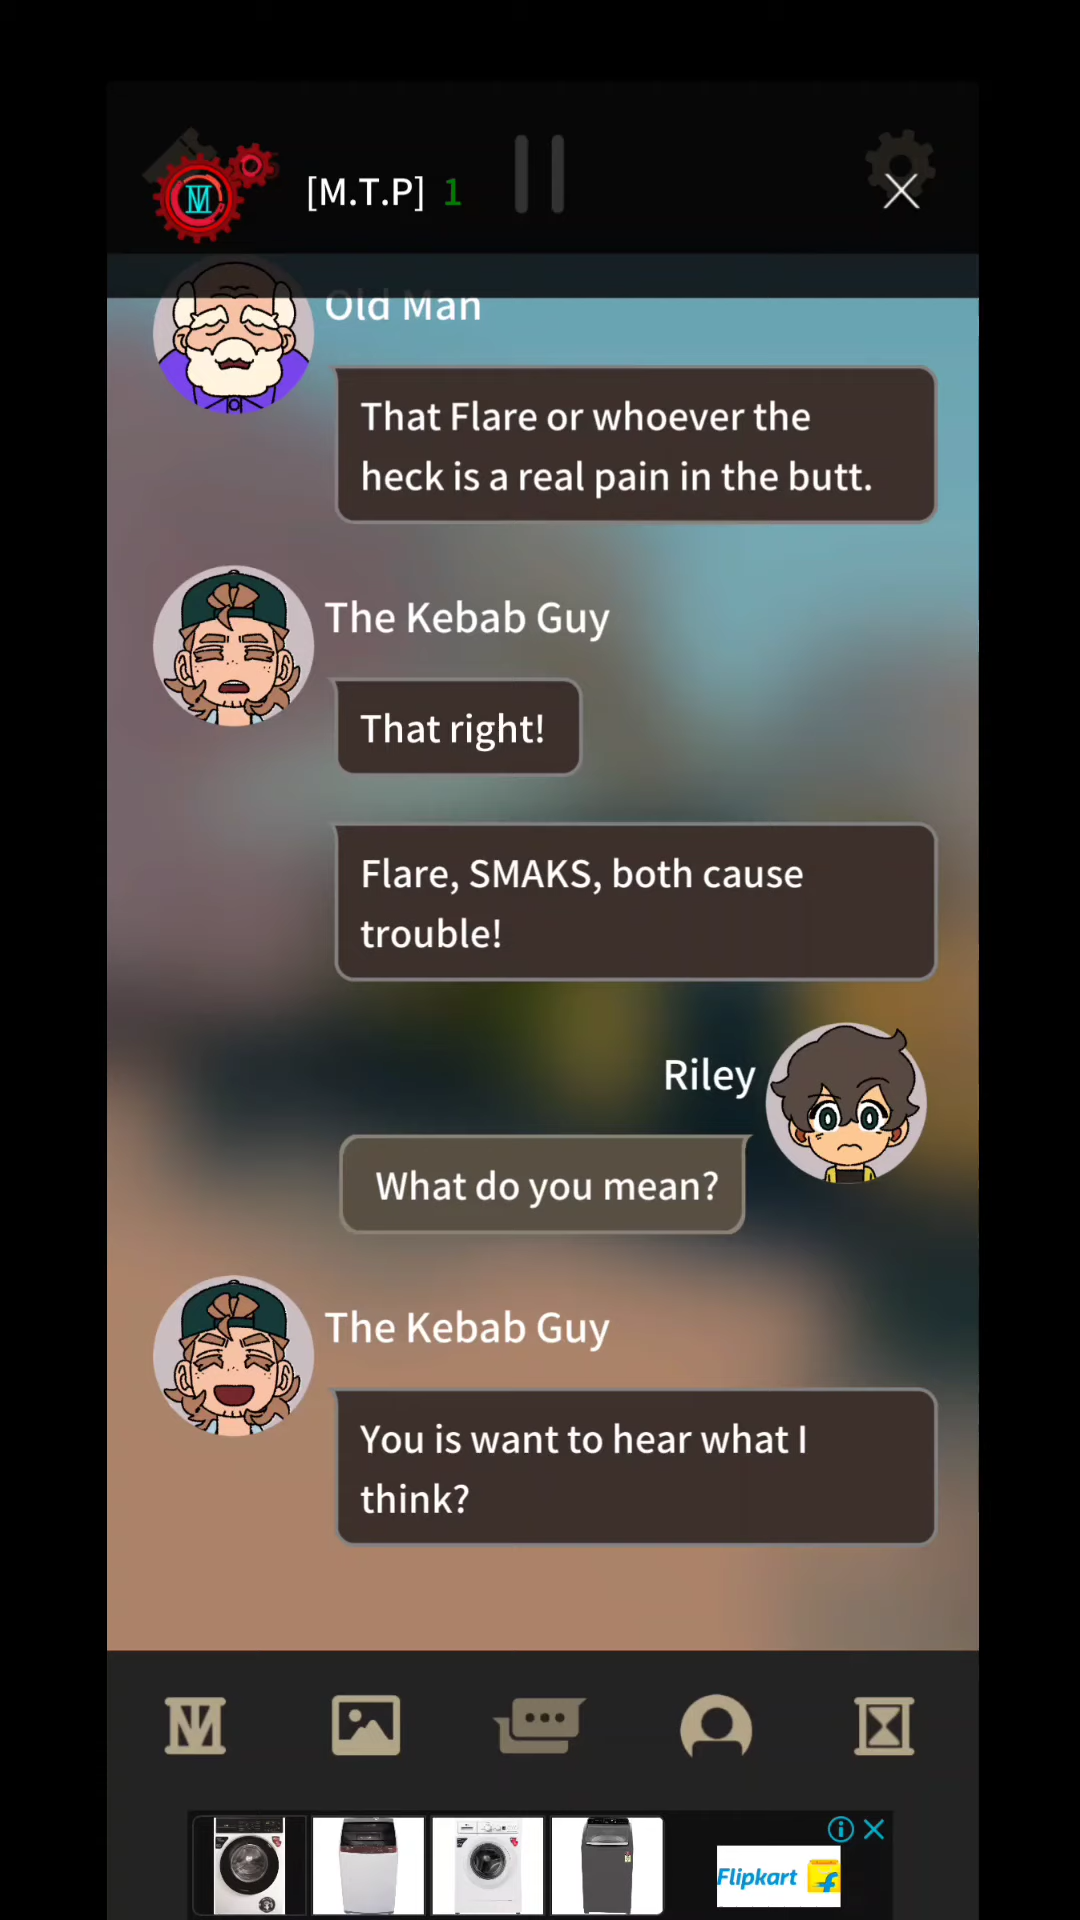 [M.T.P] 1
Old Man
That Flare or whoever the
heck is a real pain in the butt.
The Kebab Guy
That right!
Flare, SMAKS, both cause
trouble!
Riley
What do you mean?
The Kebab Guy
You is want to hear what I
think?
Flipkart